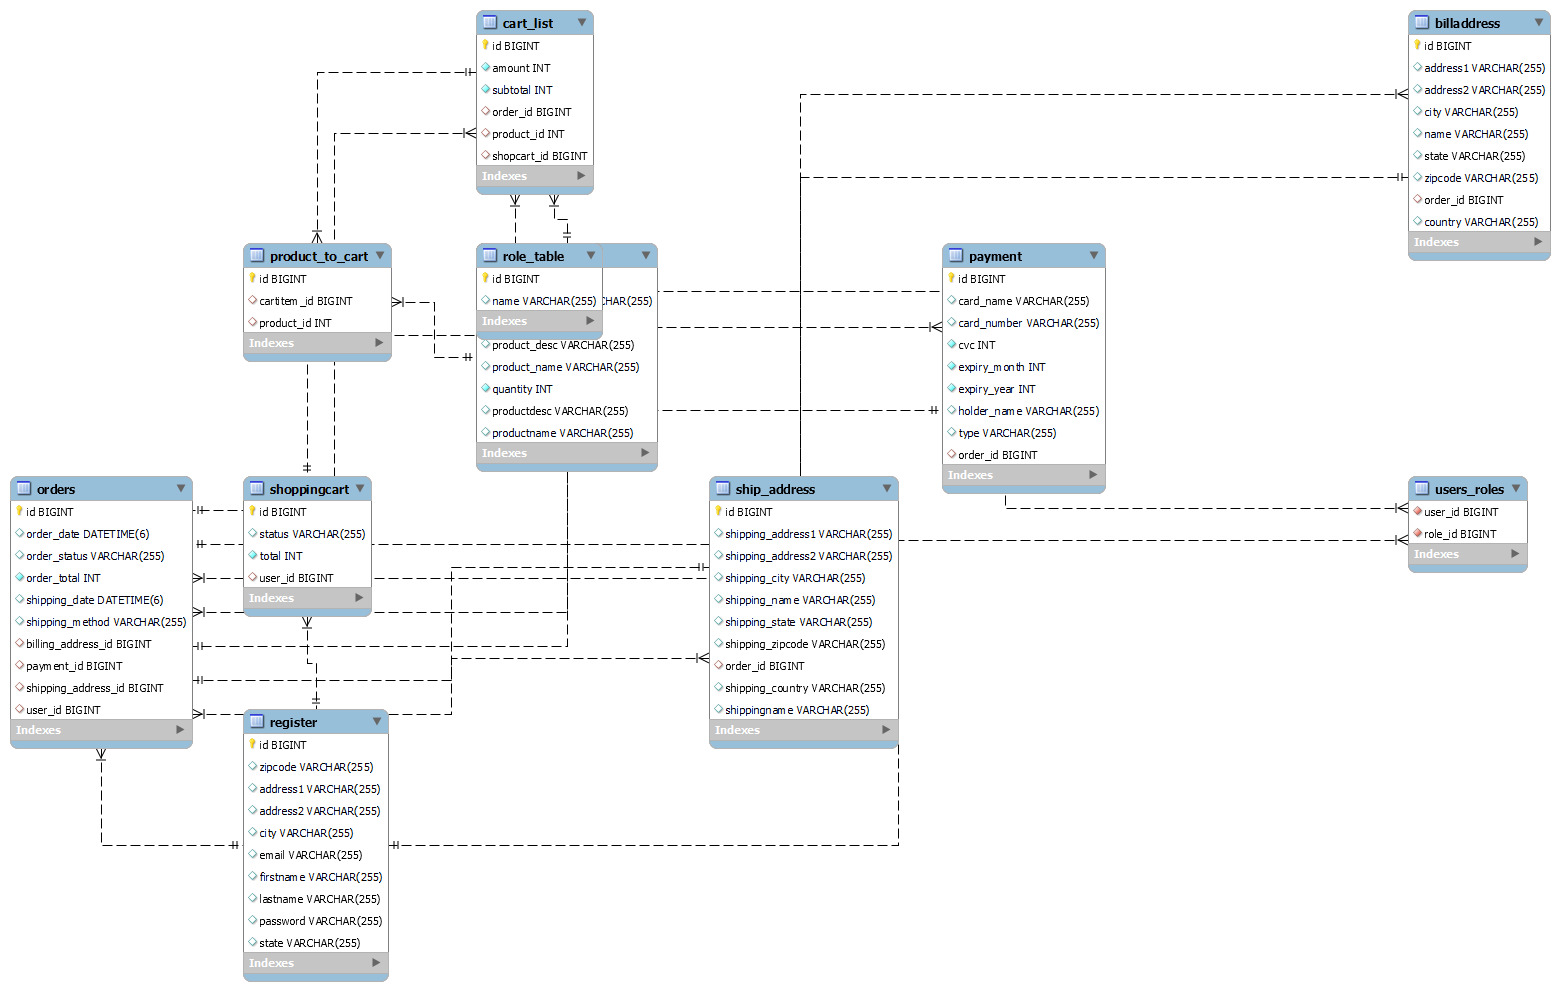 cart_list
id BIGINT
amount INT
subtotal INT
order_id BIGINT
product_id INT
shopcart_id BIGINT
Indexes
billaddress
id BIGINT
address1 VARCHAR(255)
address2 VARCHAR(255)
city VARCHAR(255)
name VARCHAR(255)
state VARCHAR(255)
zipcode VARCHAR(255)
order_id BIGINT
country VARCHAR(255)
Indexes
product_to_cart
id BIGINT
cartitem_id BIGINT
product_id INT
Indexes
role_table
id BIGINT
name VARCHAR(255)
Indexes
CHAR(255)
product_desc VARCHAR(255)
product_name VARCHAR(255)
quantity INT
productdesc VARCHAR(255)
productname VARCHAR(255)
Indexes
payment
id BIGINT
card_name VARCHAR(255)
card_number VARCHAR(255)
cvc INT
expiry_month INT
expiry_year INT
holder_name VARCHAR(255)
type VARCHAR(255)
order_id BIGINT
Indexes
orders
id BIGINT
order_date DATETIME(6)
order_status VARCHAR(255)
order_total INT
shipping_date DATETIME(6)
shipping_method VARCHAR(255)
billing_address_id BIGINT
payment_id BIGINT
shipping_address_id BIGINT
user_id BIGINT
Indexes
shoppingcart
id BIGINT
status VARCHAR(255)
total INT
user_id BIGINT
Indexes
ship_address
id BIGINT
shipping_address1 VARCHAR(255)
shipping_address2 VARCHAR(255)
shipping_city VARCHAR(255)
shipping_name VARCHAR(255)
shipping_state VARCHAR(255)
shipping_zipcode VARCHAR(255)
order_id BIGINT
shipping_country VARCHAR(255)
shippingname VARCHAR(255)
Indexes
users_roles
user_id BIGINT
role_id BIGINT
Indexes
register
id BIGINT
zipcode VARCHAR(255)
address1 VARCHAR(255)
address2 VARCHAR(255)
city VARCHAR(255)
email VARCHAR(255)
firstname VARCHAR(255)
lastname VARCHAR(255)
password VARCHAR(255)
state VARCHAR(255)
Indexes